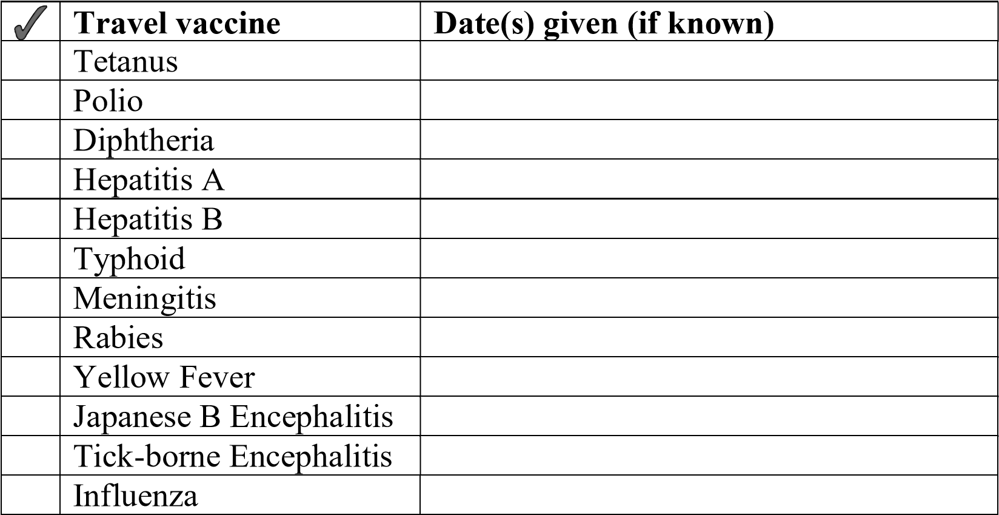 ✓ Travel vaccine Date(s) given (if known)
Tetanus
Polio
Diphtheria
Hepatitis A
Hepatitis B
Typhoid
Meningitis
Rabies
Yellow Fever
Japanese B Encephalitis
Tick-borne Encephalitis
Influenza